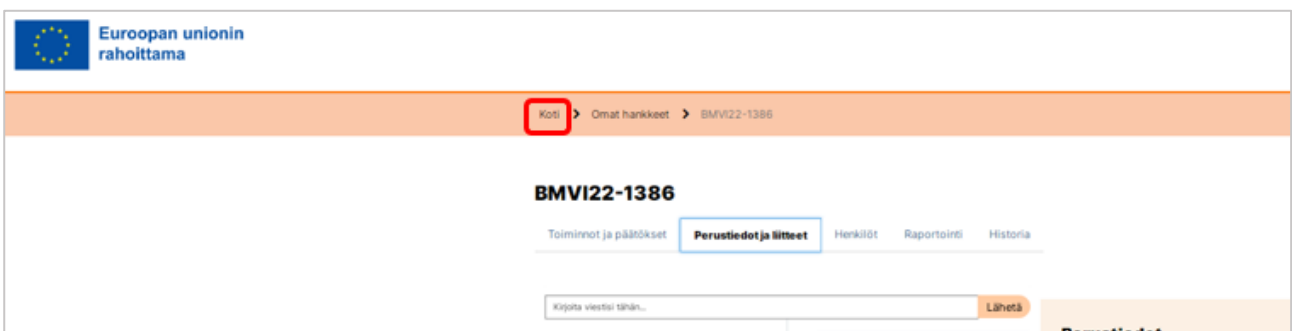 Euroopan unionin
rahoittama
Koti > Omat hankkeet > BMVI22-1386
BMVI22-1386
Toiminnot ja päätökset Perustiedot ja liitteet Henkilöt Raportointi Historia
Kirjoita viestisi tähän... Lähetä